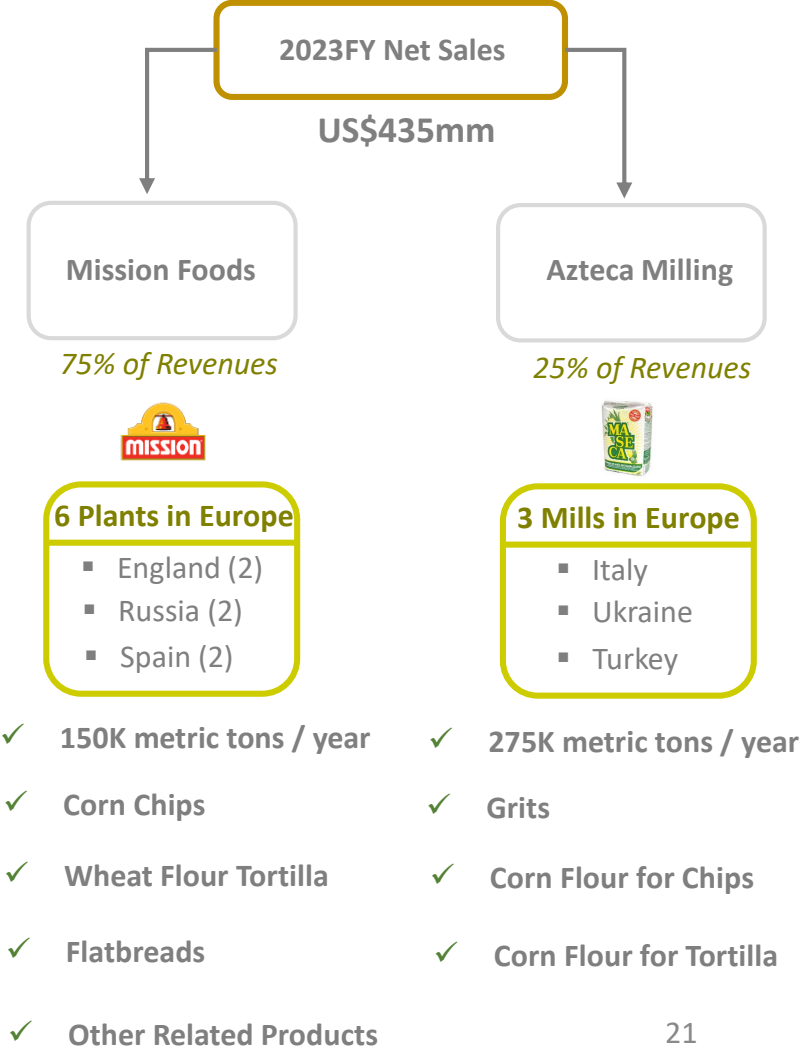 2023FY Net Sales
US$435mm
Mission Foods
75% of Revenues
MISSION
6 Plants in Europe
England (2)
Russia (2)
Spain (2)
150K metric tons / year
Corn Chips
Wheat Flour Tortilla
Flatbreads
Other Related Products
Azteca Milling
25% of Revenues
MA
SE
CA
3 Mills in Europe
Italy
Ukraine
Turkey
275K metric tons / year
Grits
Corn Flour for Chips
Corn Flour for Tortilla
21